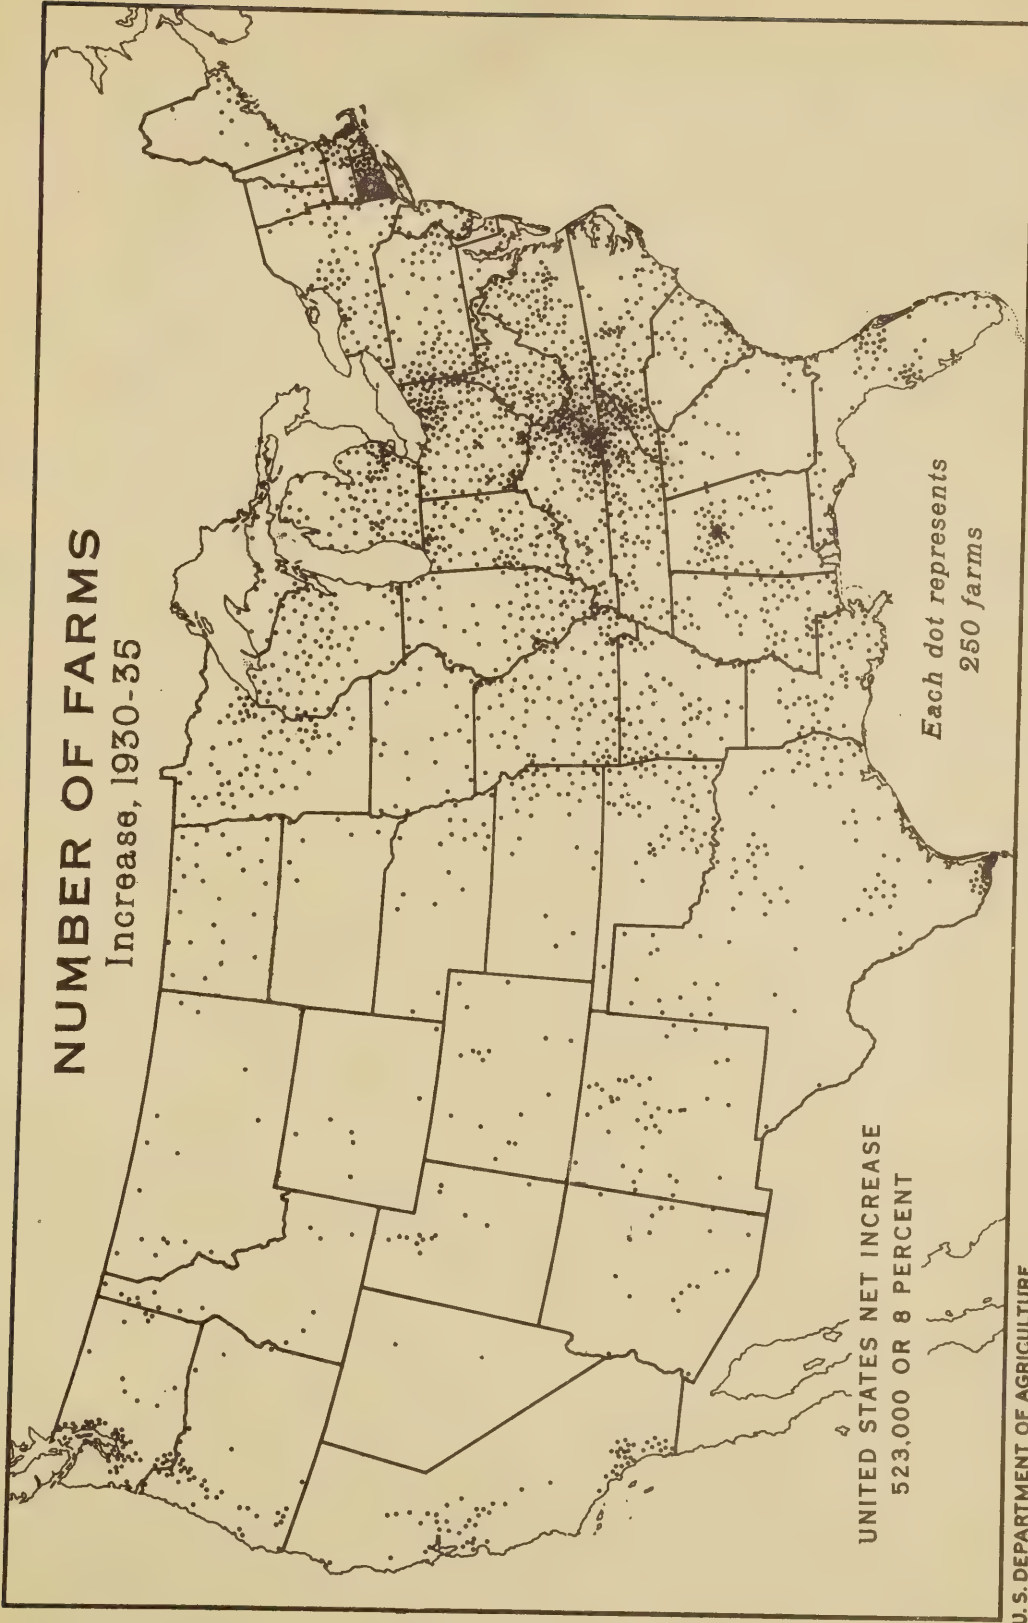 NUMBER OF FARMS
Increase, 1930-35
Each dot represents
250 farms
UNITED STATES NET INCREASE
523,000 OR 8 PERCENT
U.S. DEPARTMENT OF AGRICULTURE